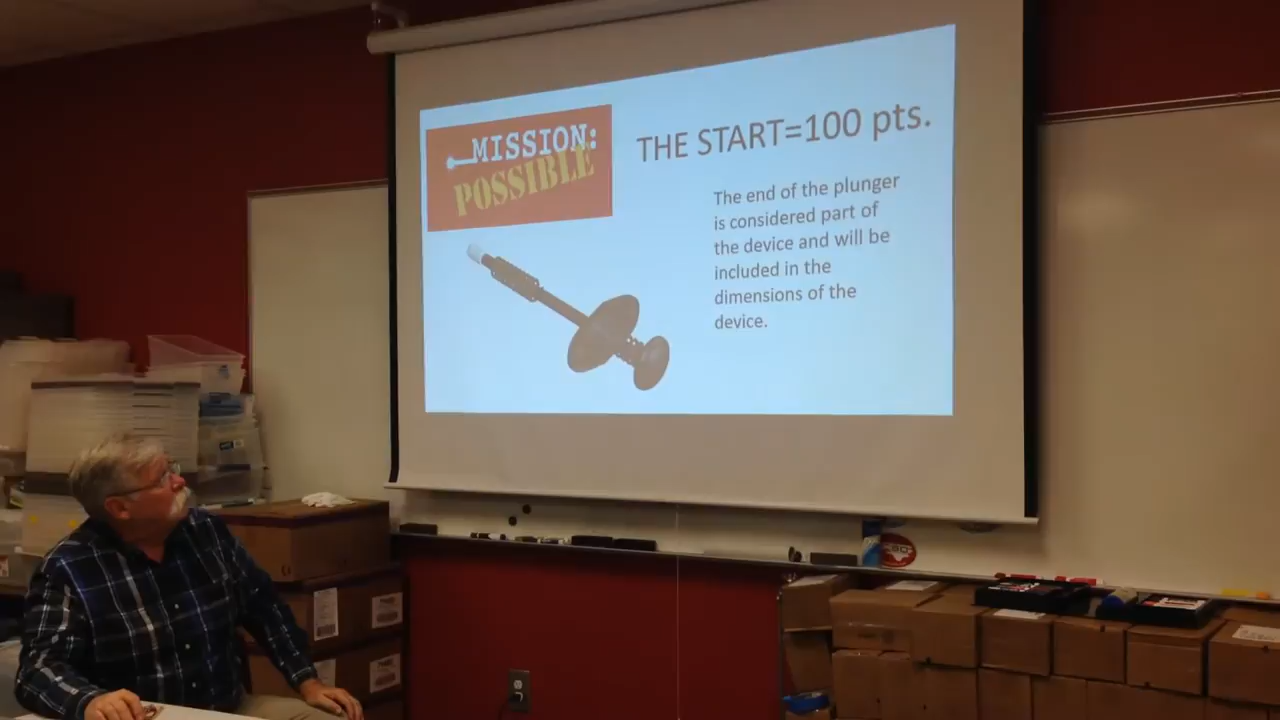 MISSION:
POSSIBLE
THE START=100 pts.
The end of the plunger
is considered part of
the device and will be
included in the
dimensions of the
device.